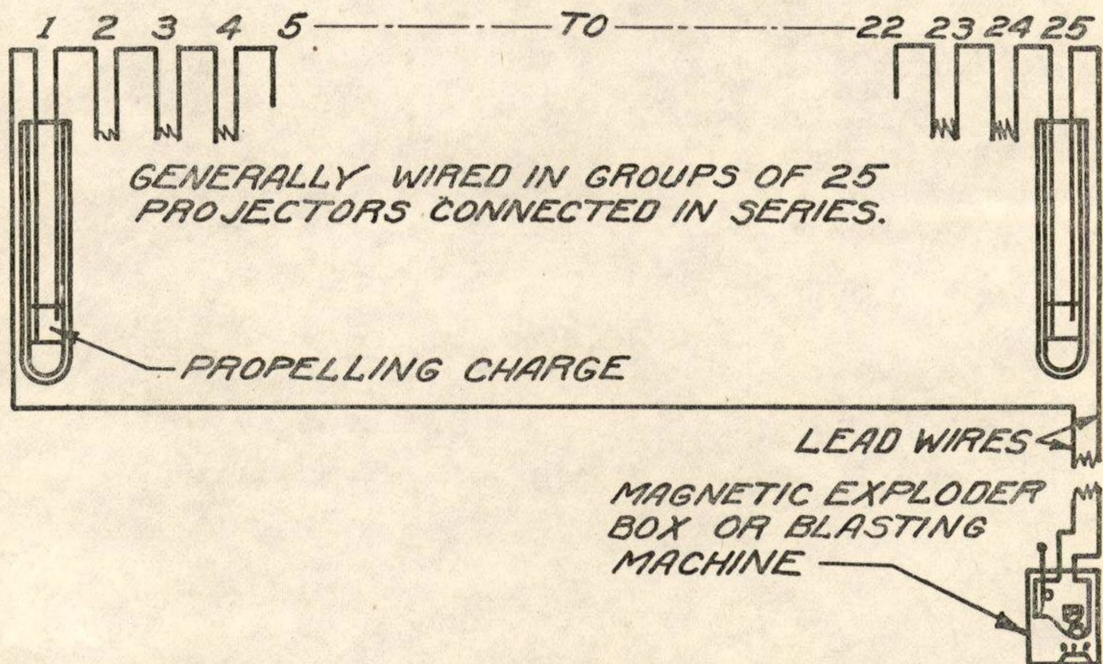 1 2 3 4 5 TO 22 23 24 25
GENERALLY WIRED IN GROUPS OF 25
PROJECTORS CONNECTED IN SERIES.
PROPELLING CHARGE
LEAD WIRES
MAGNETIC EXPLODER
BOX OR BLASTING
MACHINE